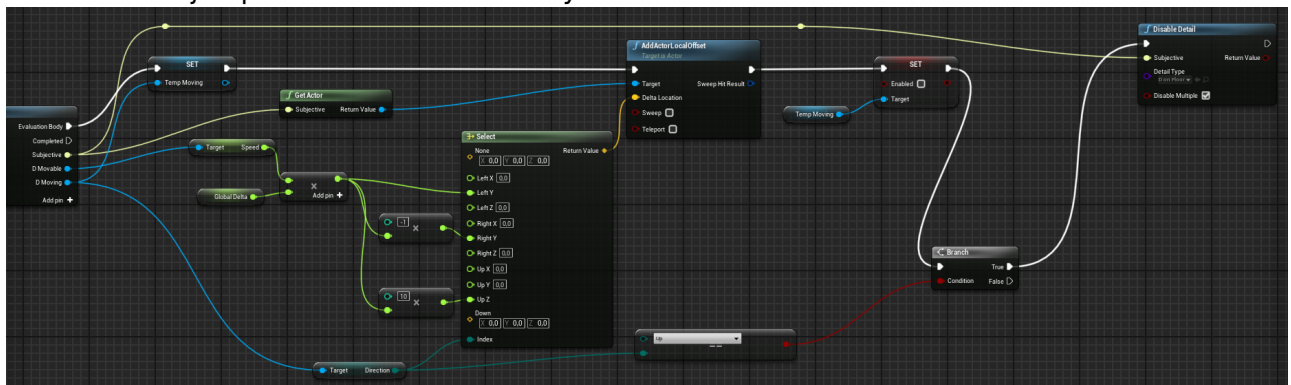 Evaluation Body
Completed
Subjective
D Movable
D Moving
Add pin +
SET
Temp Moving
Get Actor
Subjective Return Value
Target Speed
Global Delta
Add pin +
-1
10
Select
None Return Value
X 0,0 Y 0,0 Z 0,0
Left X 0,0
Left Y
Left Z 0,0
Right X 0,0
Right Y
Right Z 0,0
Up X 0,0
Up Y 0,0
Up Z
Down
X 0,0 Y 0,0 Z 0,0
Index
Target Direction
AddActorLocalOffset
Target is Actor
Target Sweep Hit Result
Delta Location
Sweep
Teleport
Temp Moving
SET
Enabled
Target
Up
==
Branch
True
Condition False
Disable Detail
Subjective Return Value
Detail Type
D on Floor
Disable Multiple